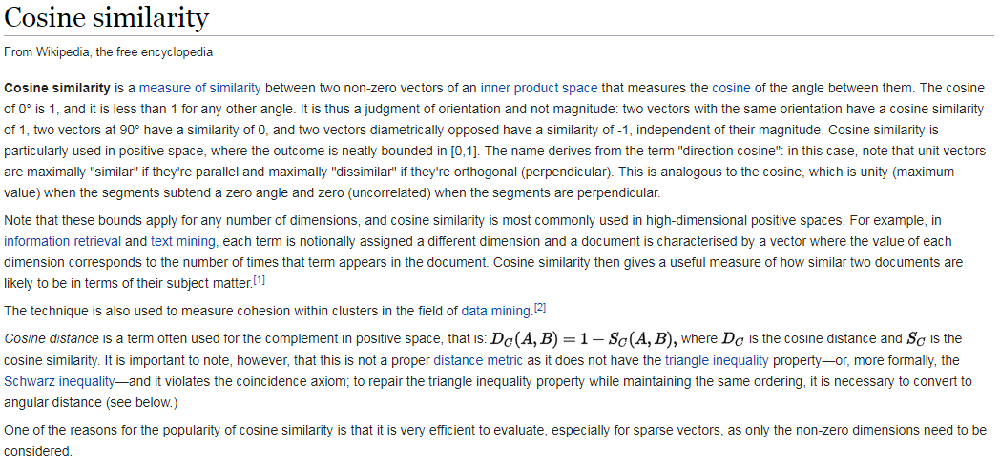 Cosine similarity
From Wikipedia, the free encyclopedia
Cosine similarity is a measure of similarity between two non-zero vectors of an inner product space that measures the cosine of the angle between them. The cosine
of 0° is 1, and it is less than 1 for any other angle. It is thus a judgment of orientation and not magnitude: two vectors with the same orientation have a cosine similarity
of 1, two vectors at 90° have a similarity of 0, and two vectors diametrically opposed have a similarity of -1, independent of their magnitude. Cosine similarity is
particularly used in positive space, where the outcome is neatly bounded in [0,1]. The name derives from the term "direction cosine": in this case, note that unit vectors
are maximally "similar" if they're parallel and maximally "dissimilar" if they're orthogonal (perpendicular). This is analogous to the cosine, which is unity (maximum
value) when the segments subtend a zero angle and zero (uncorrelated) when the segments are perpendicular.
Note that these bounds apply for any number of dimensions, and cosine similarity is most commonly used in high-dimensional positive spaces. For example, in
information retrieval and text mining, each term is notionally assigned a different dimension and a document is characterised by a vector where the value of each
dimension corresponds to the number of times that term appears in the document. Cosine similarity then gives a useful measure of how similar two documents are
likely to be in terms of their subject matter.[1]
The technique is also used to measure cohesion within clusters in the field of data mining.[2]
Cosine distance is a term often used for the complement in positive space, that is: D_C(A, B) = 1 − S_C(A, B), where D_C is the cosine distance and S_C is the
cosine similarity. It is important to note, however, that this is not a proper distance metric as it does not have the triangle inequality property—or, more formally, the
Schwarz inequality—and it violates the coincidence axiom; to repair the triangle inequality property while maintaining the same ordering, it is necessary to convert to
angular distance (see below.)
One of the reasons for the popularity of cosine similarity is that it is very efficient to evaluate, especially for sparse vectors, as only the non-zero dimensions need to be
considered.